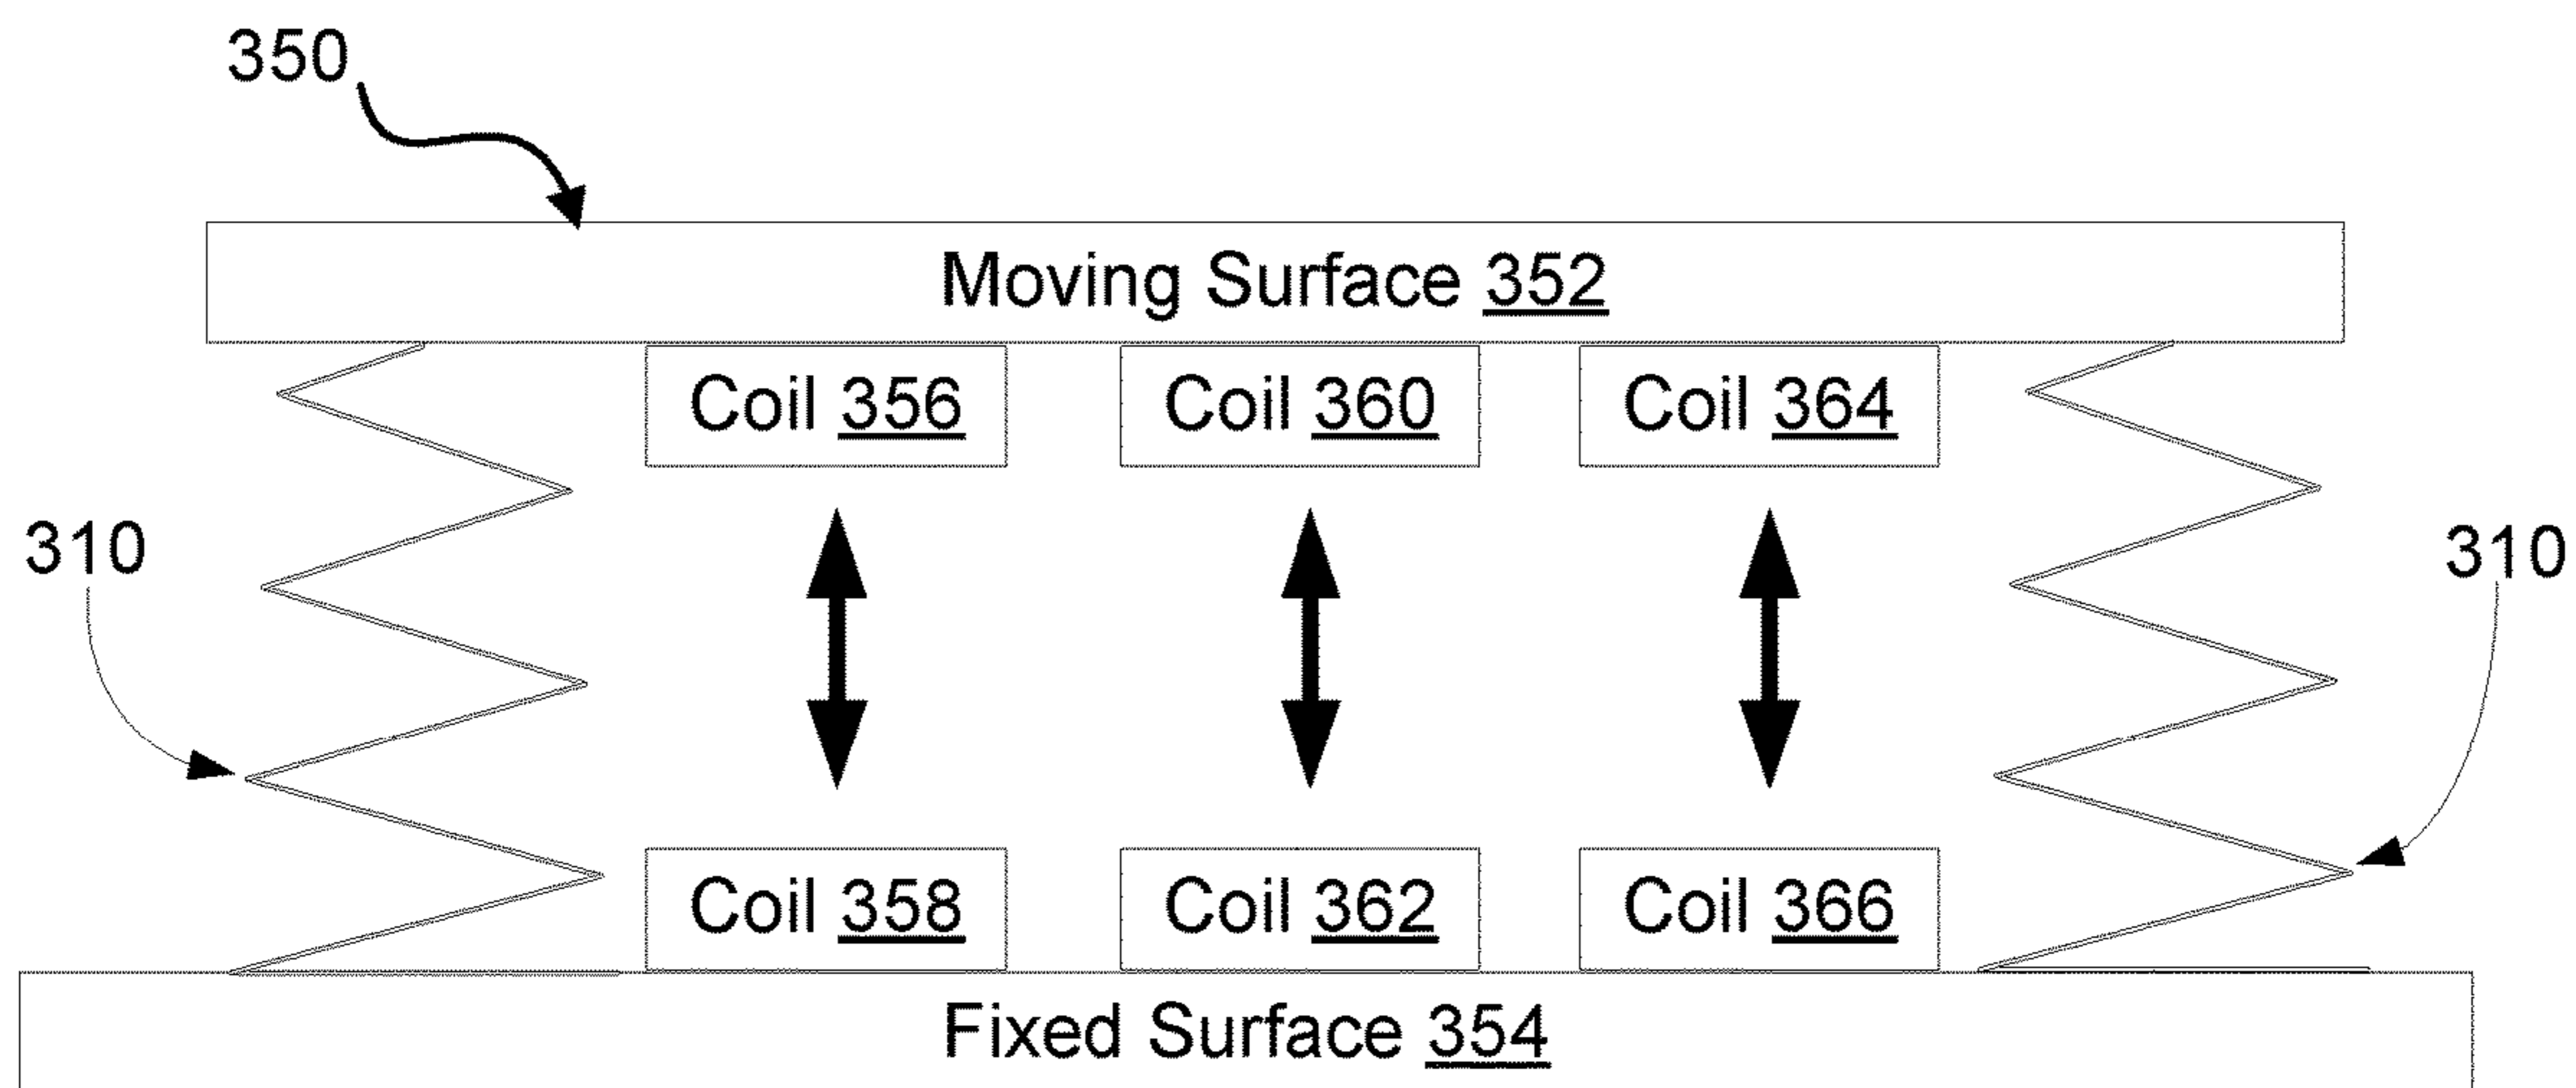 350
Moving Surface 352
Coil 356 Coil 360 Coil 364
310 310
Coil 358 Coil 362 Coil 366
Fixed Surface 354